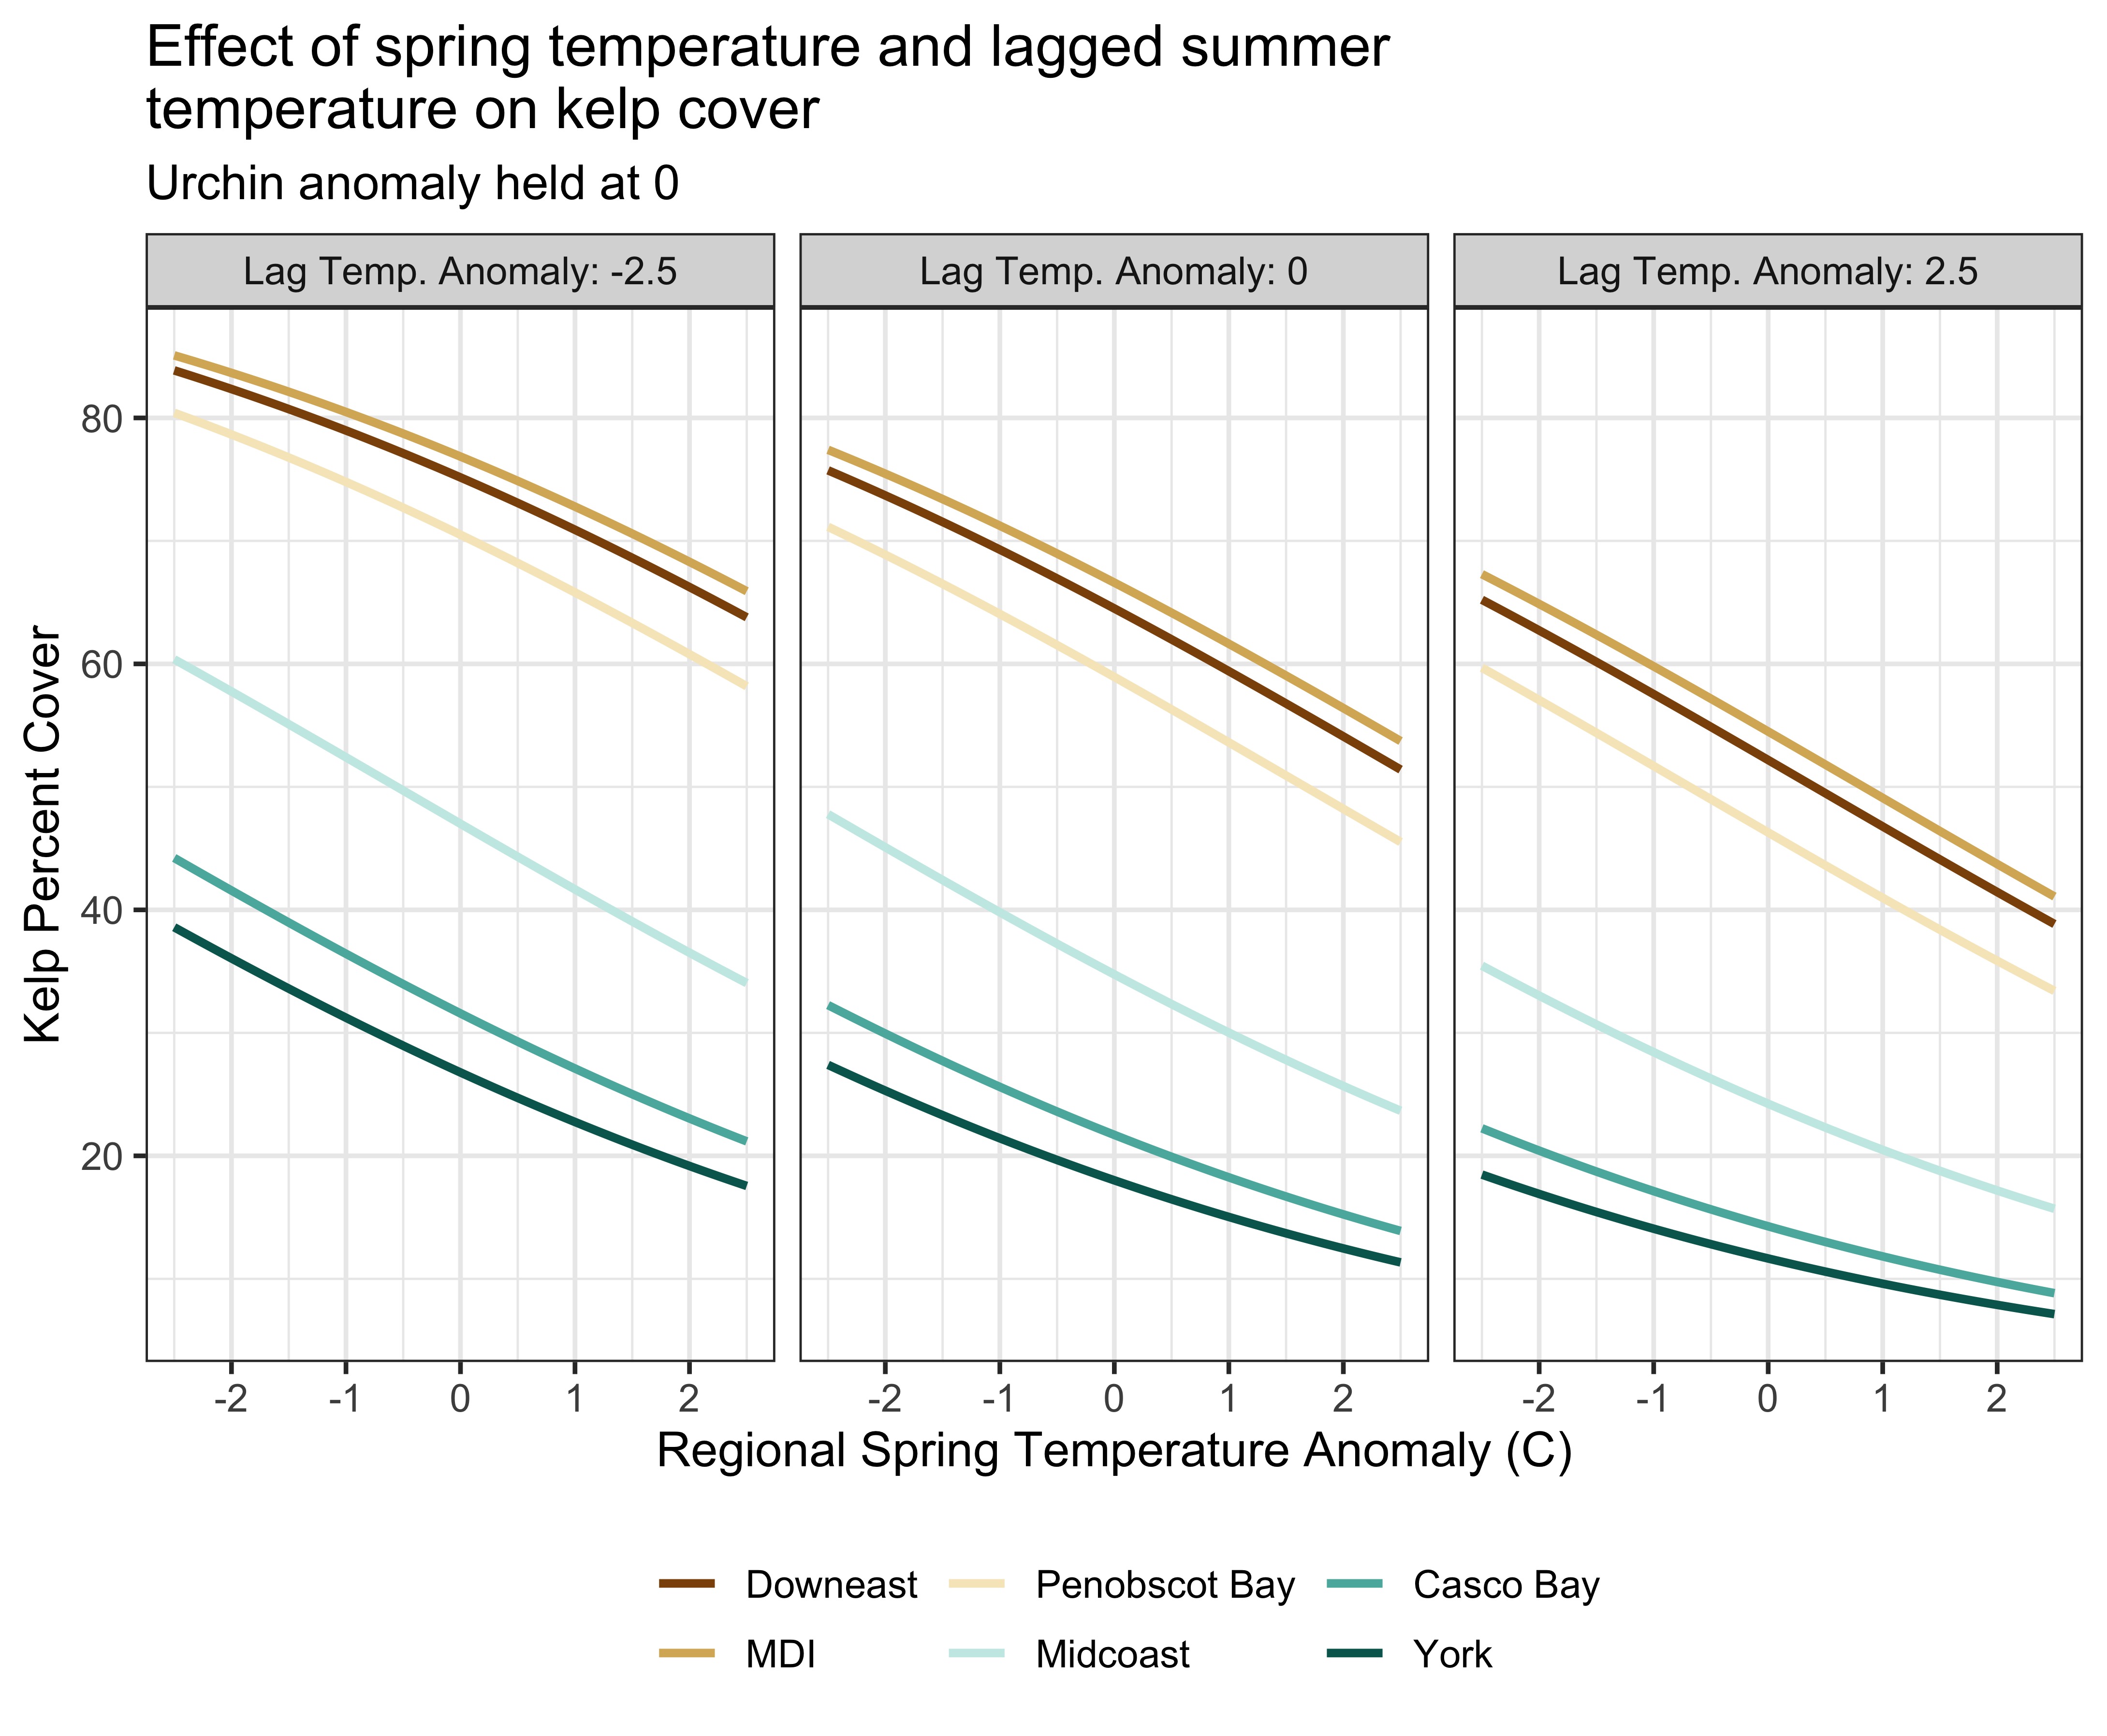 Effect of spring temperature and lagged summer
temperature on kelp cover
Urchin anomaly held at 0
Lag Temp. Anomaly: -2.5
Lag Temp. Anomaly: 0
Lag Temp. Anomaly: 2.5
Kelp Percent Cover
80
60
40
20
-2 -1 0 1 2
-2 -1 0 1 2
-2 -1 0 1 2
Regional Spring Temperature Anomaly (C)
Downeast Penobscot Bay Casco Bay
MDI Midcoast York